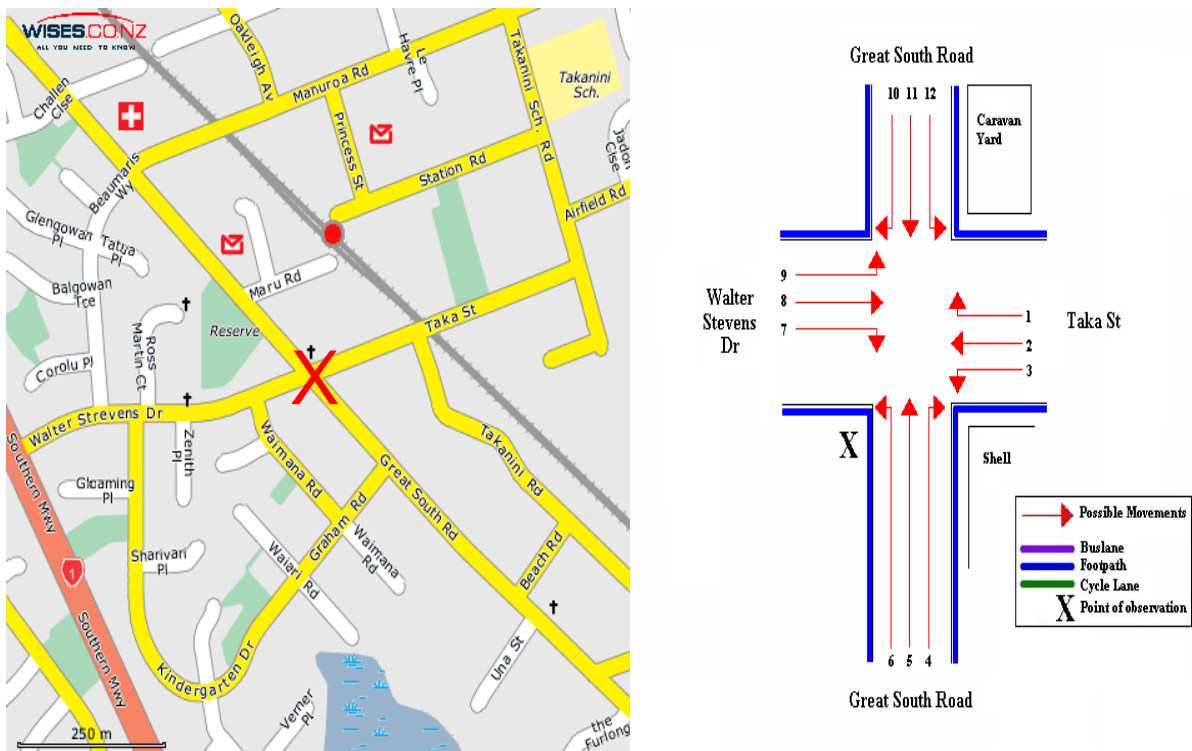 WISES.CO.NZ
ALL YOU NEED TO KNOW
Oakleigh Av
Le
Havre-Pl
Takanini Sch. Rd
Takanini
Sch.
Challen
Clse
Manuroa Rd
Princess St
Station Rd
Jadon
Clse
Beaumaris
Wy
Airfield Rd
Glengowan
Pl
Tatua
Pl
Balgowan
Tce
Maru Rd
Reserve
Taka St
Ross
Martin-Ct
Corolu Pl
X
Walter Strevens Dr
Zenith
Pl
Waimana Rd
Takanini Rd
Great South Rd
Southern Mwy
Gloaming
Pl
Graham Rd
Waimana
Rd
Sharivari
Pl
Waiari Rd
Beach Rd
1
Southern Mwy
Kindergarten Dr
Una St
Verner
Pl
the
Furlong
250 m
Great South Road
10 11 12
Caravan
Yard
9
8
7
Walter
Stevens
Dr
1
2
3
Taka St
X
Shell
6 5 4
Great South Road
Possible Movements
Buslane
Footpath
Cycle Lane
X Point of observation